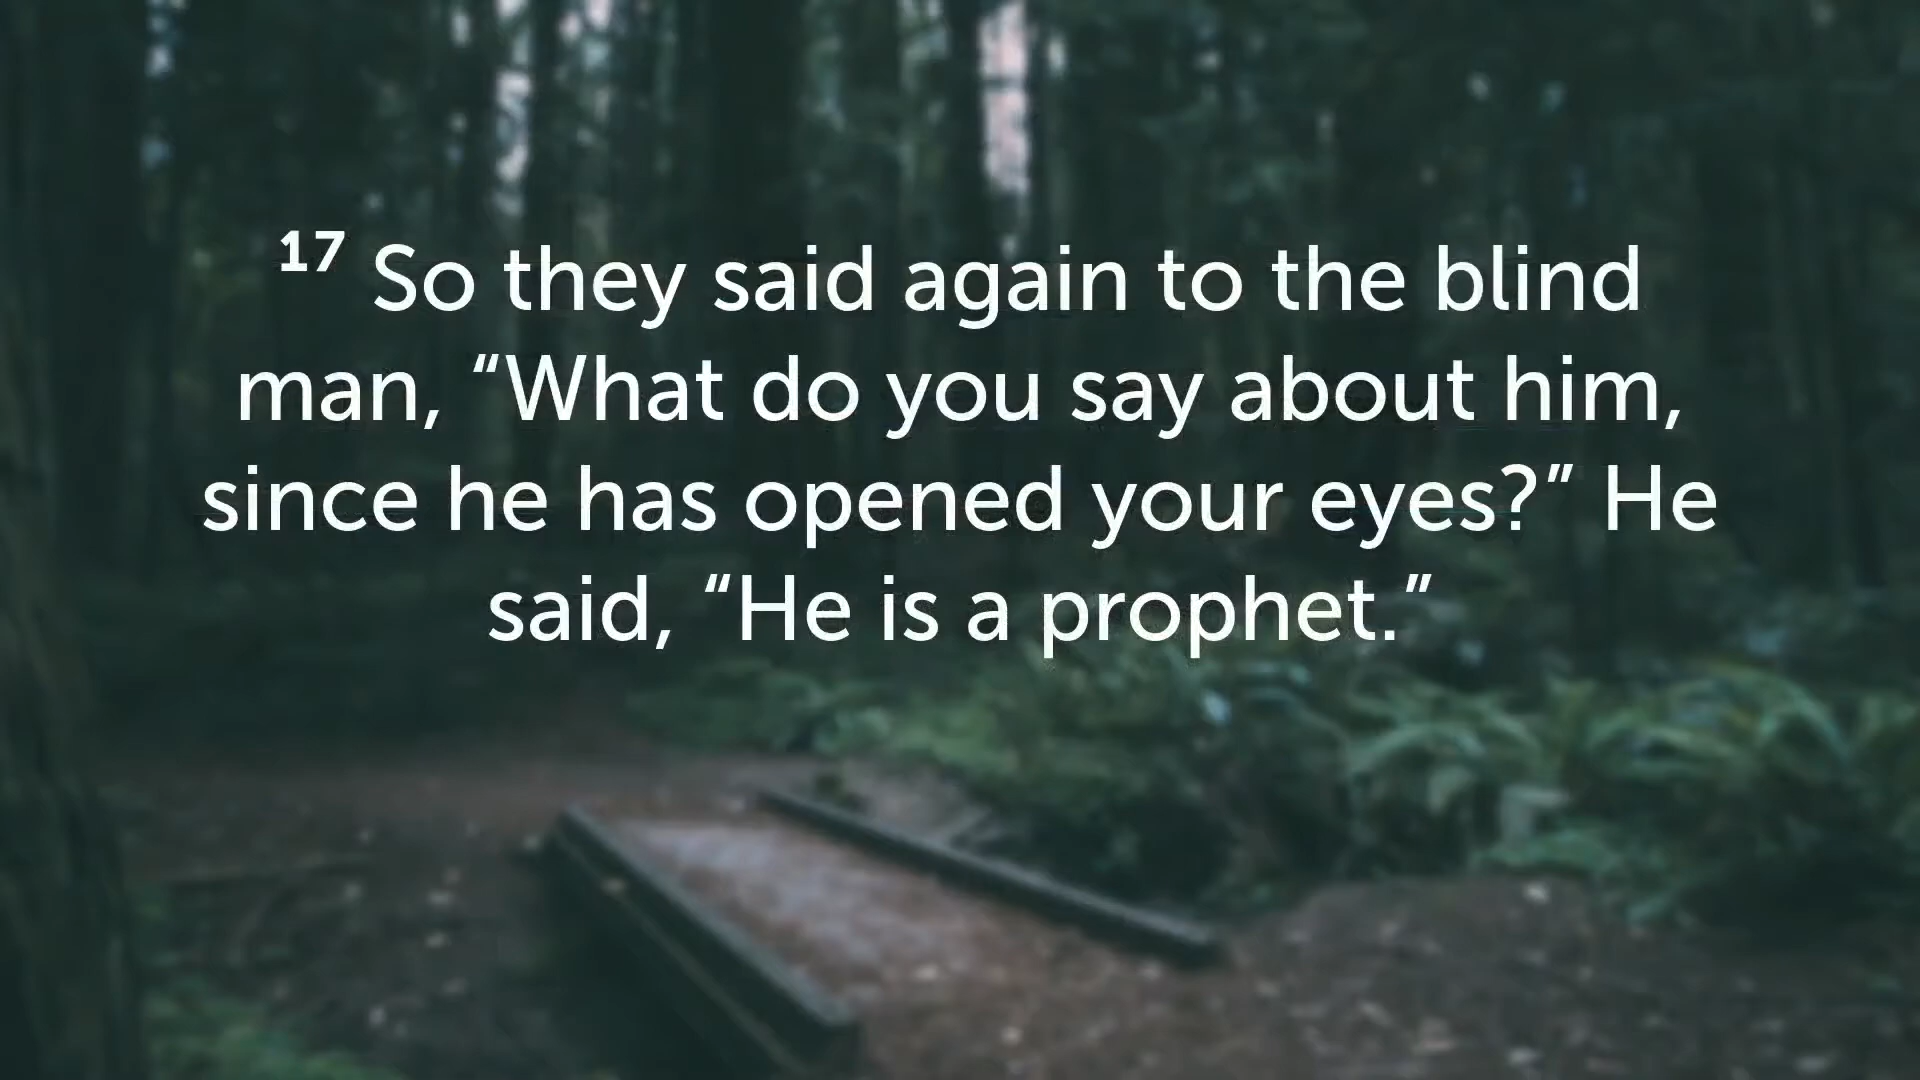 17 So they said again to the blind
man, “What do you say about him,
since he has opened your eyes?” He
said, “He is a prophet.”